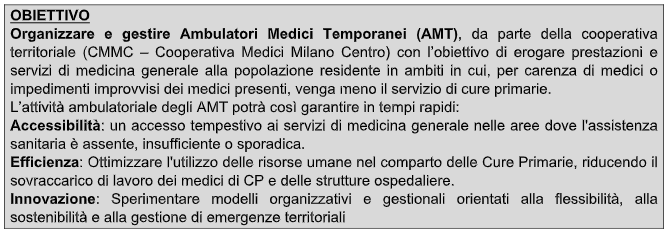 OBIETTIVO
Organizzare e gestire Ambulatori Medici Temporanei (AMT), da parte della cooperativa
territoriale (CMMC – Cooperativa Medici Milano Centro) con l'obiettivo di erogare prestazioni e
servizi di medicina generale alla popolazione residente in ambiti in cui, per carenza di medici o
impedimenti improvvisi dei medici presenti, venga meno il servizio di cure primarie.
L'attività ambulatoriale degli AMT potrà così garantire in tempi rapidi:
Accessibilità: un accesso tempestivo ai servizi di medicina generale nelle aree dove l'assistenza
sanitaria è assente, insufficiente o sporadica.
Efficienza: Ottimizzare l'utilizzo delle risorse umane nel comparto delle Cure Primarie, riducendo il
sovraccarico di lavoro dei medici di CP e delle strutture ospedaliere.
Innovazione: Sperimentare modelli organizzativi e gestionali orientati alla flessibilità, alla
sostenibilità e alla gestione di emergenze territoriali